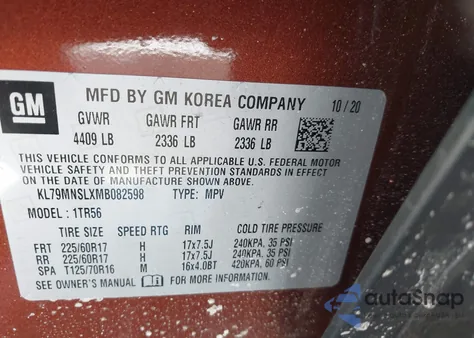 GM
MFD BY GM KOREA COMPANY 10/20
GVWR GAWR FRT GAWR RR
4409 LB 2336 LB 2336 LB
THIS VEHICLE CONFORMS TO ALL APPLICABLE U.S. FEDERAL MOTOR
VEHICLE SAFETY AND THEFT PREVENTION STANDARDS IN EFFECT ON
THE DATE OF MANUFACTURE SHOWN ABOVE.
KL79MNSLXMB082598 TYPE: MPV
MODEL: 1TR56
TIRE SIZE SPEED RTG RIM COLD TIRE PRESSURE
FRT 225/60R17 H 17x7.5J 240KPA, 35 PSI
RR 225/60R17 H 17x7.5J 240KPA, 35 PSI
SPA T125/70R16 M 16x4.0BT 420KPA, 60 PSI
SEE OWNER'S MANUAL FOR MORE INFORMATION.
autoSnap